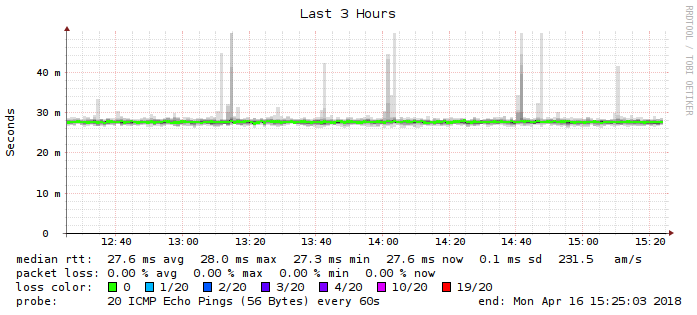 Last 3 Hours
RRDTOOL / TOBI OETIKER
Seconds
40 m
30 m
20 m
10 m
0
12:40 13:00 13:20 13:40 14:00 14:20 14:40 15:00 15:20
median rtt: 27.6 ms avg 28.0 ms max 27.3 ms min 27.6 ms now 0.1 ms sd 231.5 am/s
packet loss: 0.00 % avg 0.00 % max 0.00 % min 0.00 % now
loss color: 0 1/20 2/20 3/20 4/20 10/20 19/20
probe: 20 ICMP Echo Pings (56 Bytes) every 60s end: Mon Apr 16 15:25:03 2018